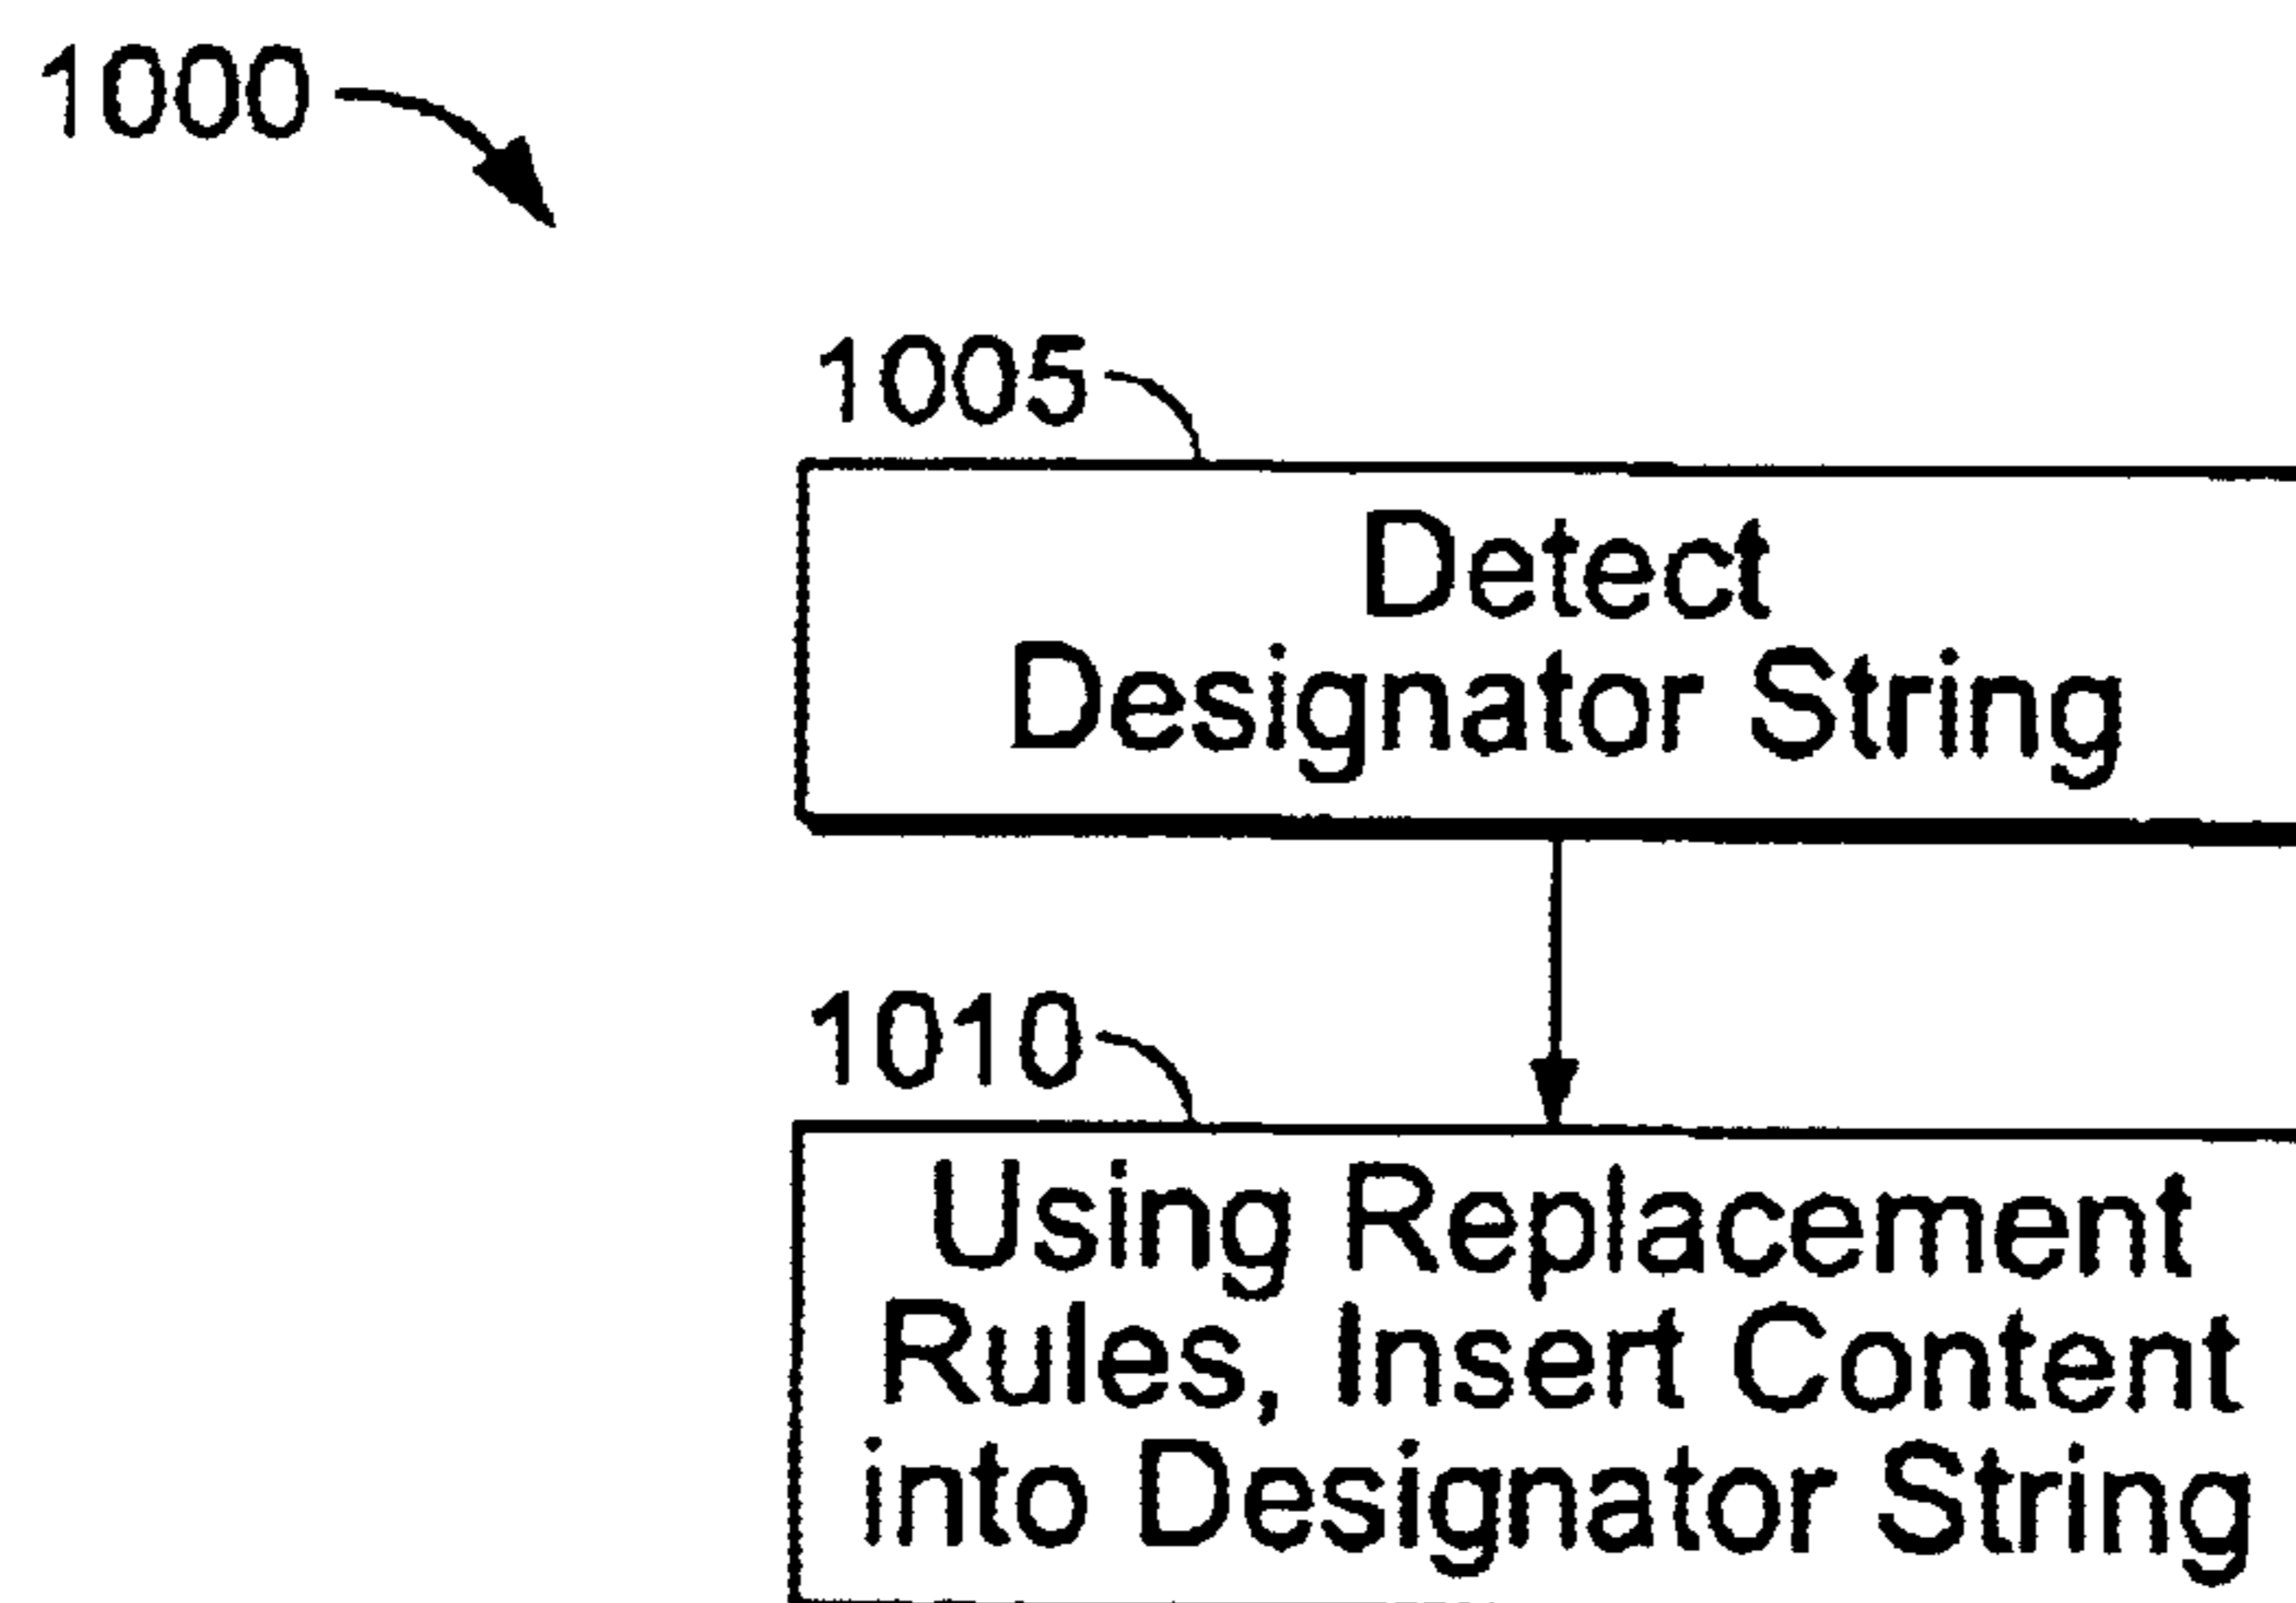 1000
1005
Detect
Designator String
1010
Using Replacement
Rules, Insert Content
into Designator String